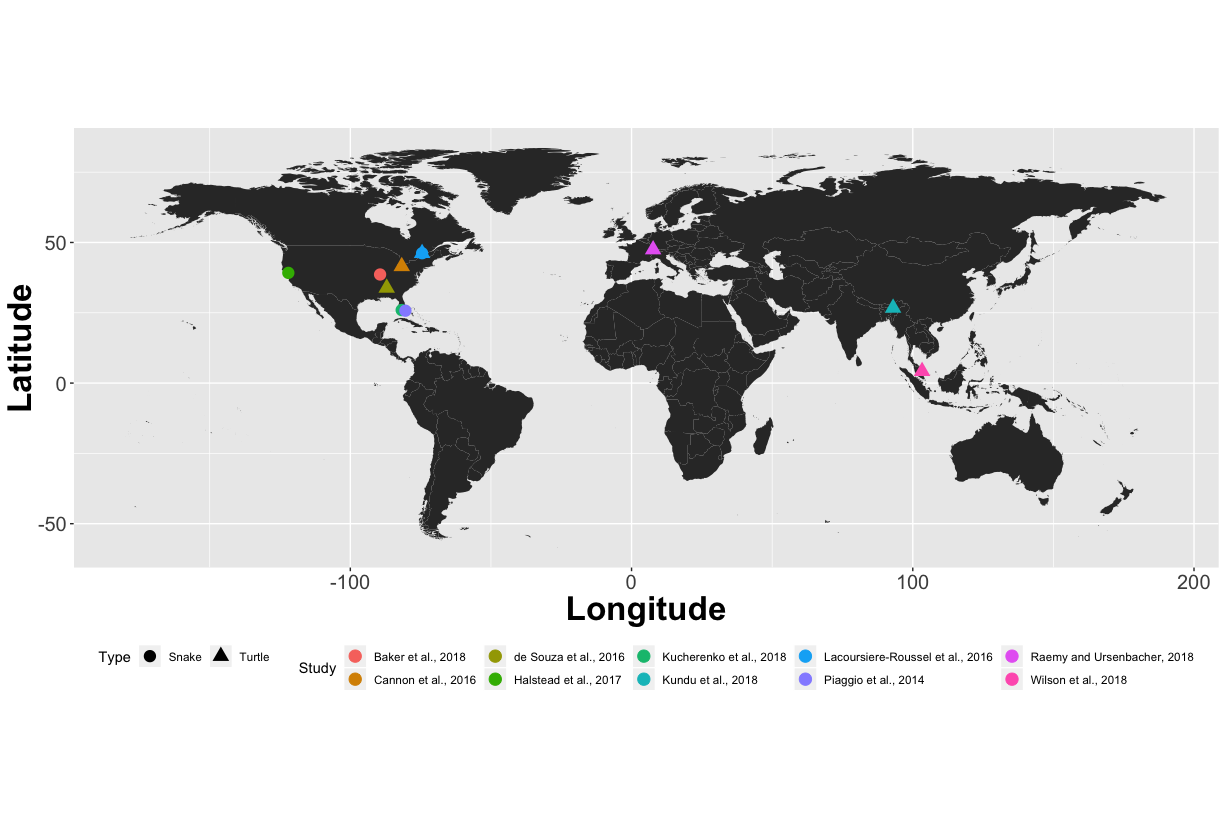 Latitude
50
0
-50
-100
0
100
200
Longitude
Type
Snake
Turtle
Study
Baker et al., 2018
de Souza et al., 2016
Kucherenko et al., 2018
Lacoursiere-Roussel et al., 2016
Raemy and Ursenbacher, 2018
Cannon et al., 2016
Halstead et al., 2017
Kundu et al., 2018
Piaggio et al., 2014
Wilson et al., 2018